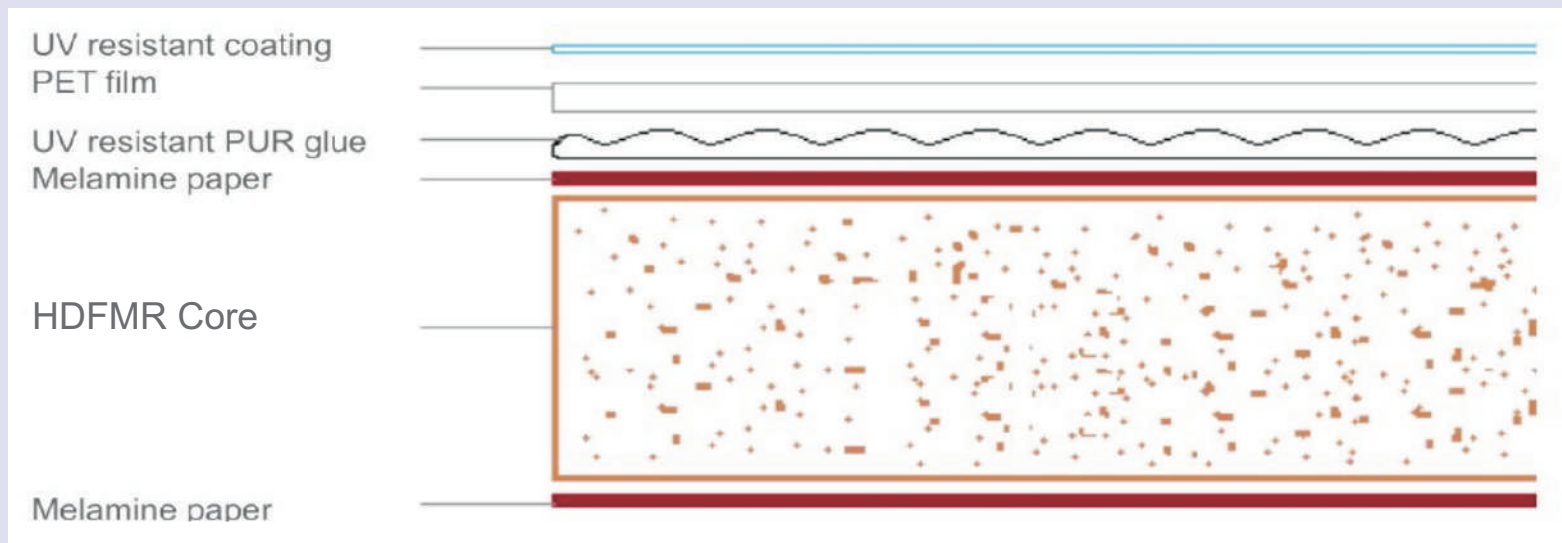 UV resistant coating
PET film
UV resistant PUR glue
Melamine paper
HDFMR Core
Melamine paper